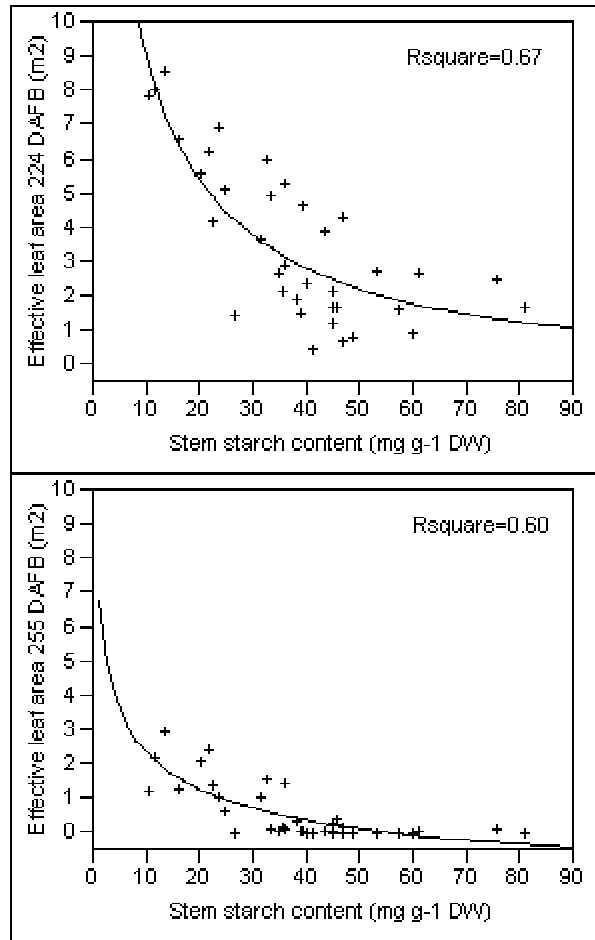 Rsquare=0.67
Effective leaf area 224 DAFB (m2)
10
9
8
7
6
5
4
3
2
1
0
0 10 20 30 40 50 60 70 80 90
Stem starch content (mg g-1 DW)
Rsquare=0.60
Effective leaf area 255 DAFB (m2)
10
9
8
7
6
5
4
3
2
1
0
0 10 20 30 40 50 60 70 80 90
Stem starch content (mg g-1 DW)